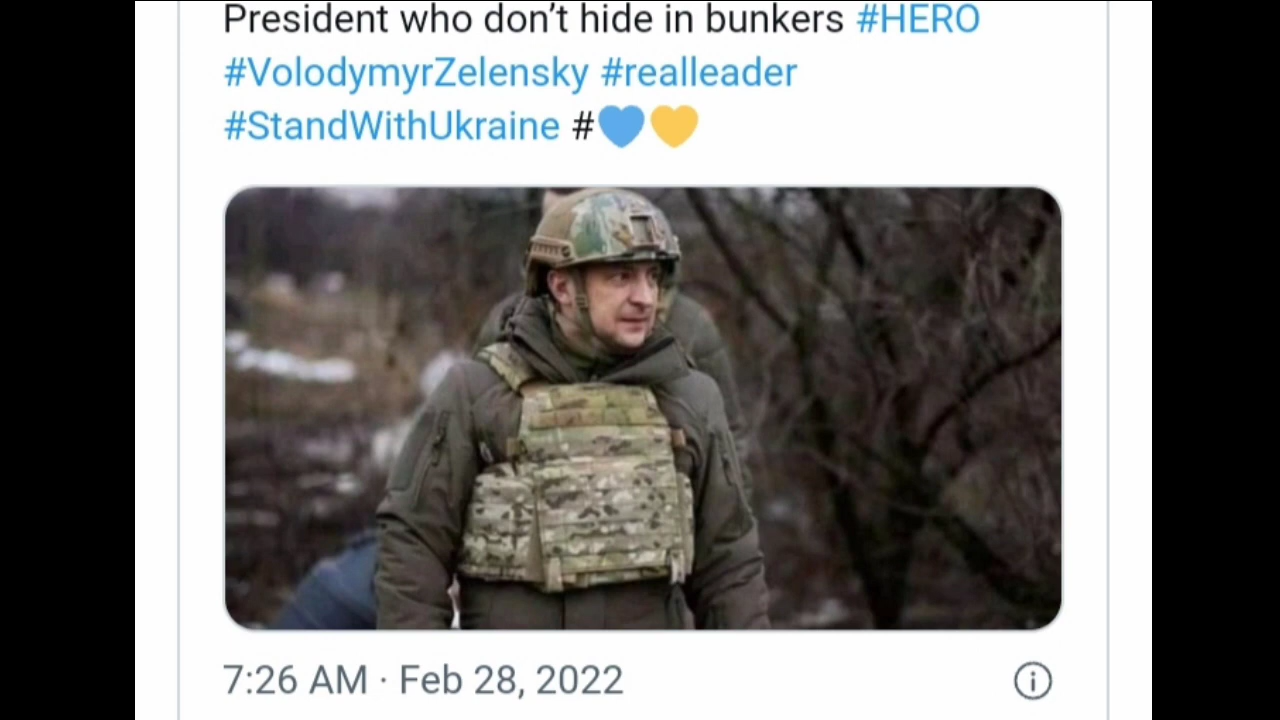 President who don’t hide in bunkers #HERO
#VolodymyrZelensky #realleader
#StandWithUkraine #💙💛
7:26 AM · Feb 28, 2022